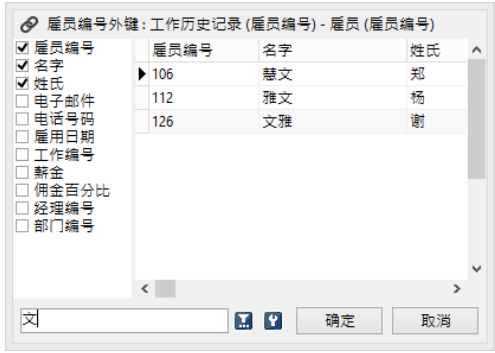 雇员编号外键 : 工作历史记录 (雇员编号) - 雇员 (雇员编号)
雇员编号
名字
姓氏
电子邮件
电话号码
雇用日期
工作编号
薪金
佣金百分比
经理编号
部门编号
雇员编号 名字 姓氏
106 慧文 郑
112 雅文 杨
126 文雅 谢
文
确定 取消